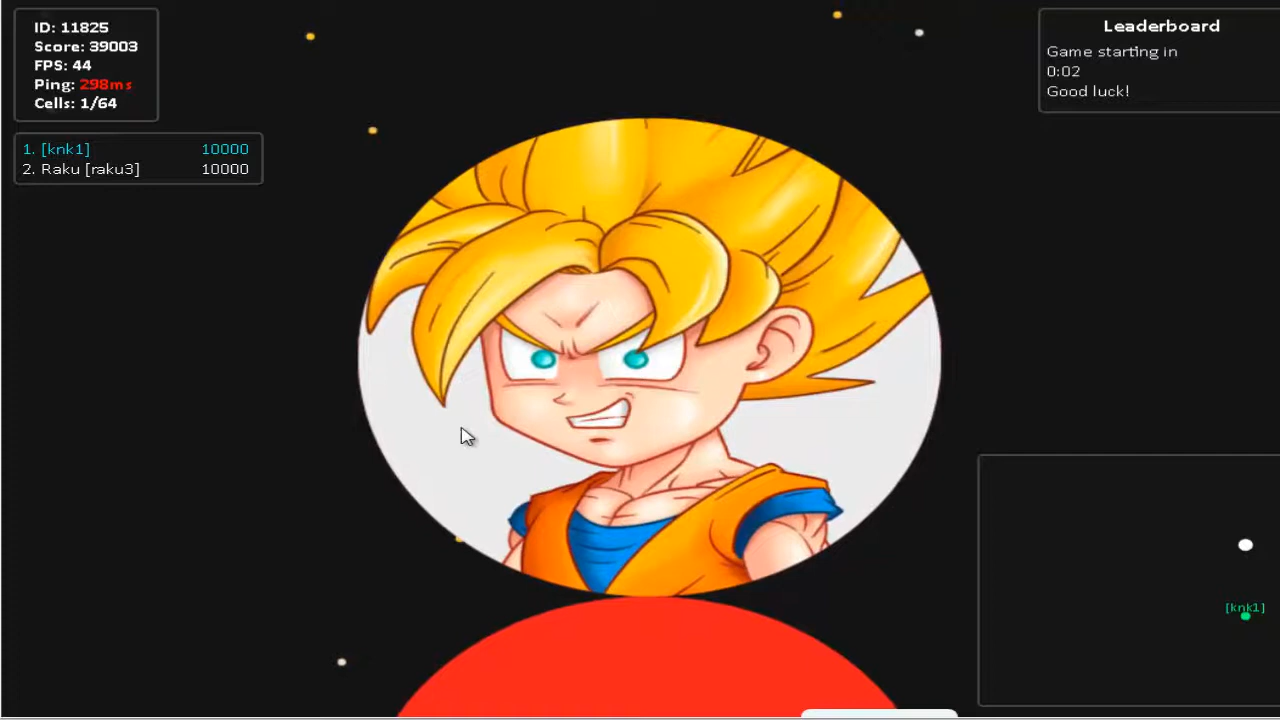 ID: 11825
Score: 39003
FPS: 44
Ping: 298ms
Cells: 1/64
1. [knk1] 10000
2. Raku [raku3] 10000
Leaderboard
Game starting in
0:02
Good luck!
[knk1]